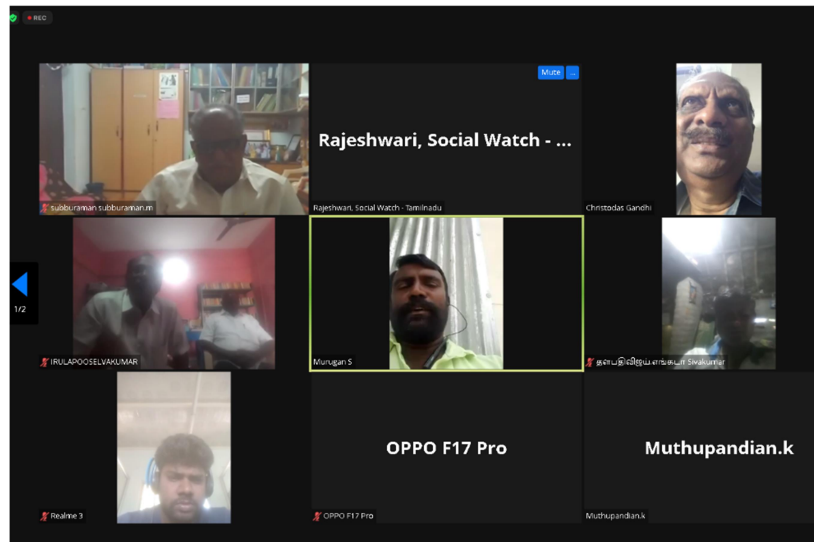 REC
Mute ...
Rajeshwari, Social Watch - ...
subburaman subburaman.m
Rajeshwari, Social Watch - Tamilnadu
Christodas Gandhi
1/2
IRULAPOOSELVAKUMAR
Murugan S
Sivakumar
OPPO F17 Pro
Muthupandian.k
Realme 3
OPPO F17 Pro
Muthupandian.k